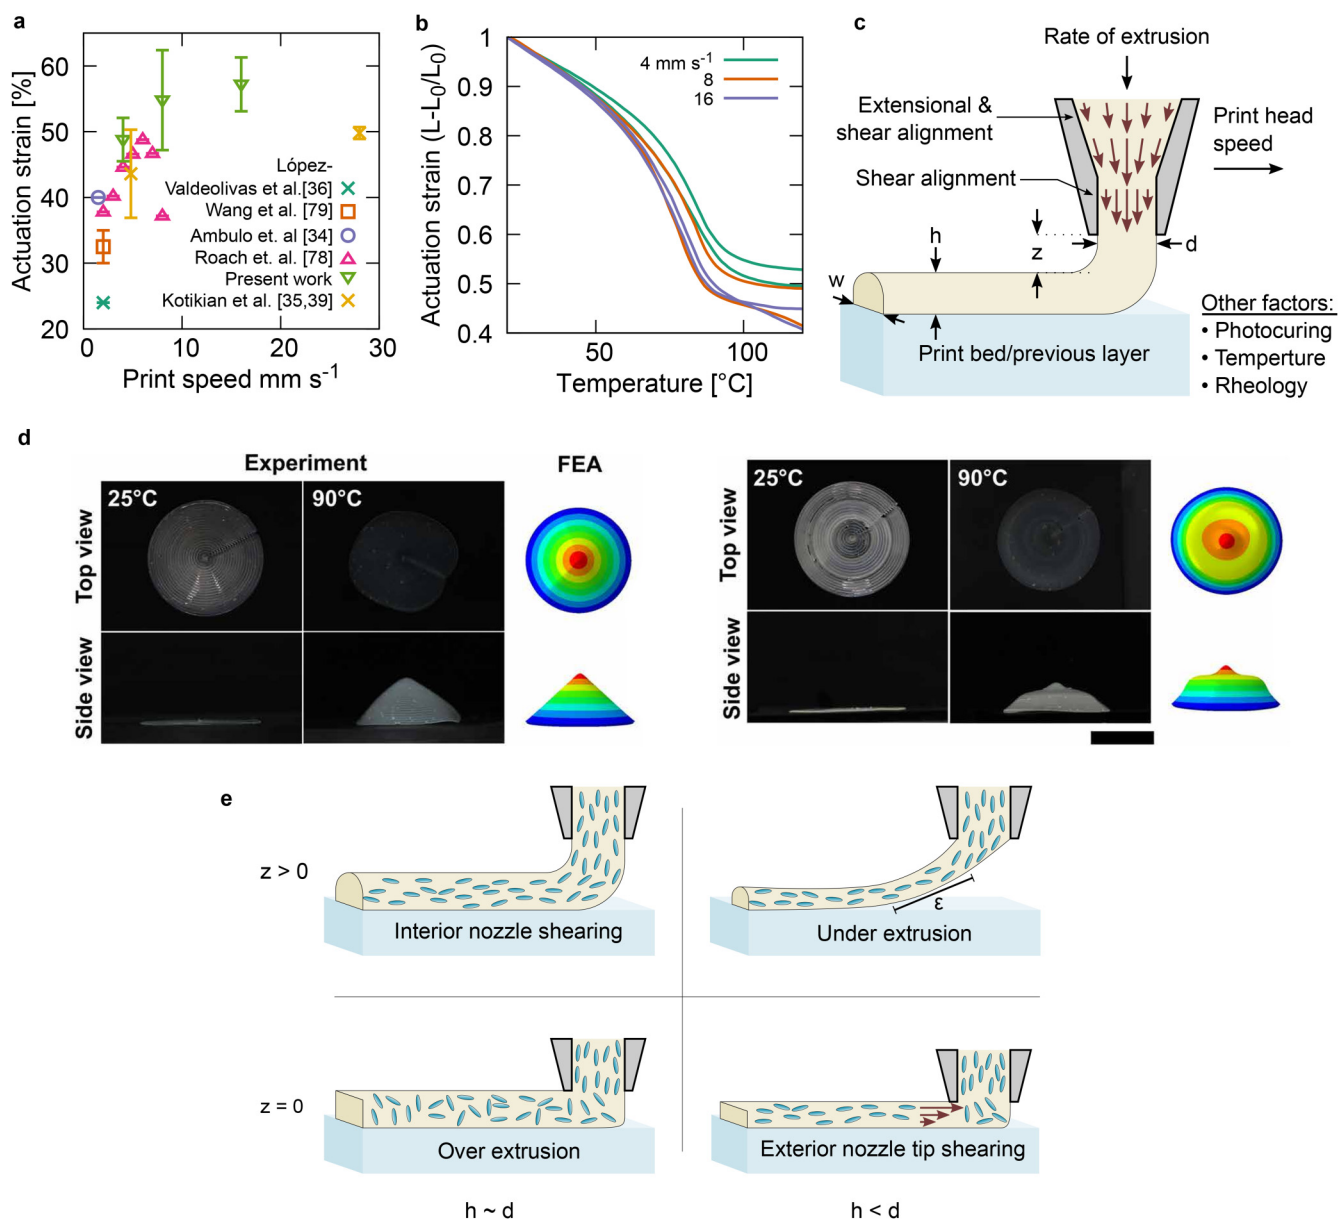 a
Actuation strain [%]
60
50
40
30
20
0
10
20
30
Print speed mm s⁻¹
López-
Valdeolivas et al.[36]
Wang et al. [79]
Ambulo et. al [34]
Roach et. [78]
Present work
Kotikian et al. [35,39]
b
Actuation strain (L-L₀/L₀)
1
0.9
0.8
0.7
0.6
0.5
0.4
50
100
Temperature [°C]
4 mm s⁻¹
8
16
c
Rate of extrusion
Extensional &
shear alignment
Print head
speed
Shear alignment
h
z
d
w
Print bed/previous layer
Other factors:
• Photocuring
• Temperture
• Rheology
d
Experiment
FEA
25°C
90°C
Top view
Side view
25°C
90°C
Top view
Side view
e
z > 0
Interior nozzle shearing
ε
Under extrusion
z = 0
Over extrusion
Exterior nozzle tip shearing
h ~ d
h < d